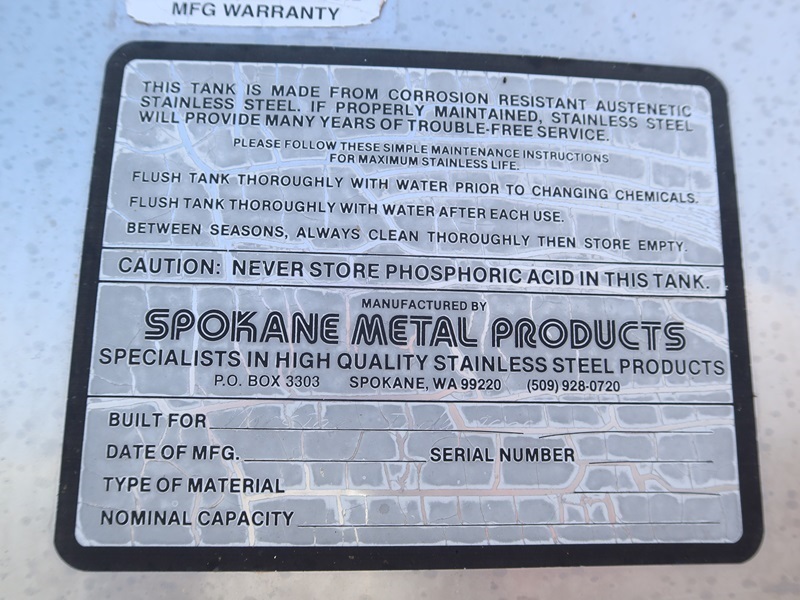 MFG WARRANTY
THIS TANK IS MADE FROM CORROSION RESISTANT AUSTENETIC
STAINLESS STEEL. IF PROPERLY MAINTAINED, STAINLESS STEEL
WILL PROVIDE MANY YEARS OF TROUBLE-FREE SERVICE.
PLEASE FOLLOW THESE SIMPLE MAINTENANCE INSTRUCTIONS
FOR MAXIMUM STAINLESS LIFE.
FLUSH TANK THOROUGHLY WITH WATER PRIOR TO CHANGING CHEMICALS.
FLUSH TANK THOROUGHLY WITH WATER AFTER EACH USE.
BETWEEN SEASONS, ALWAYS CLEAN THOROUGHLY THEN STORE EMPTY.
CAUTION: NEVER STORE PHOSPHORIC ACID IN THIS TANK.
MANUFACTURED BY
SPOKANE METAL PRODUCTS
SPECIALISTS IN HIGH QUALITY STAINLESS STEEL PRODUCTS
P.O. BOX 3303 SPOKANE, WA 99220 (509) 928-0720
BUILT FOR
DATE OF MFG. SERIAL NUMBER
TYPE OF MATERIAL
NOMINAL CAPACITY